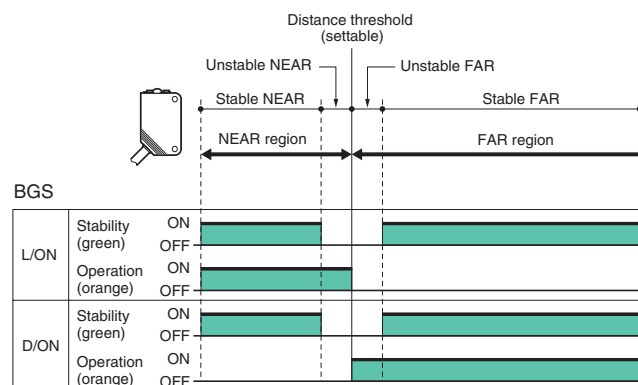 Distance threshold
(settable)
Unstable NEAR
Unstable FAR
Stable NEAR
Stable FAR
NEAR region
FAR region
BGS
L/ON
Stability
(green)
ON
OFF
Operation
(orange)
ON
OFF
D/ON
Stability
(green)
ON
OFF
Operation
(orange)
ON
OFF